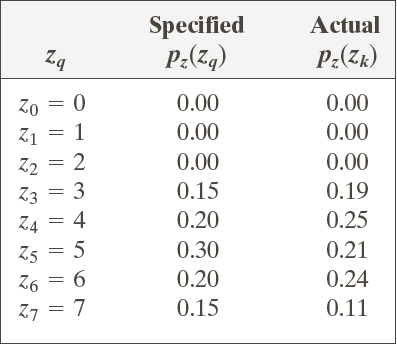 Specified Actual
z_q p_z(z_q) p_z(z_k)
z_0 = 0 0.00 0.00
z_1 = 1 0.00 0.00
z_2 = 2 0.00 0.00
z_3 = 3 0.15 0.19
z_4 = 4 0.20 0.25
z_5 = 5 0.30 0.21
z_6 = 6 0.20 0.24
z_7 = 7 0.15 0.11